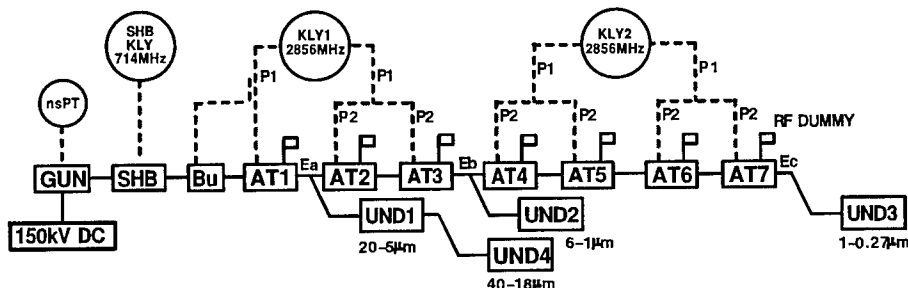 SHB
KLY
714MHz
KLY1
2856MHz
KLY2
2856MHz
nsPT
P1
P1
P1
P2
P2
P2
P2
P2
P2
RF DUMMY
GUN
SHB
Bu
AT1
Ea
AT2
AT3
Eb
AT4
AT5
AT6
AT7
Ec
150kV DC
UND1
UND2
UND3
20-5μm
UND4
6-1μm
1-0.27μm
40-18μm